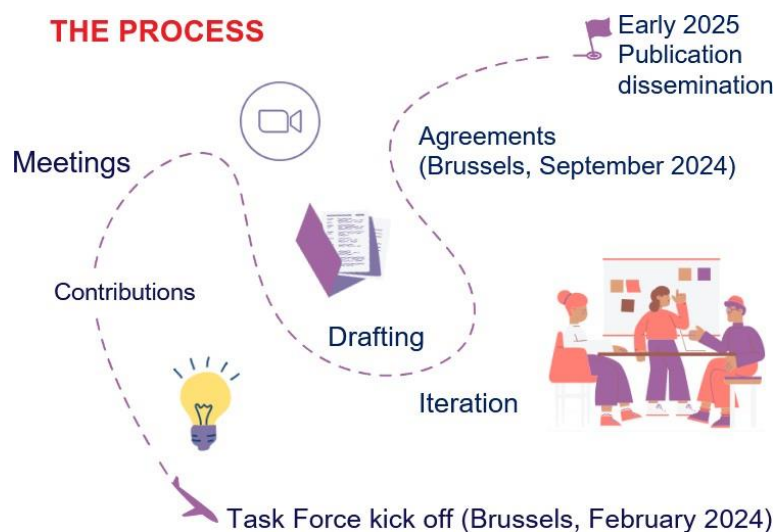 THE PROCESS
Early 2025
Publication
dissemination
Agreements
(Brussels, September 2024)
Meetings
Contributions
Drafting
Iteration
Task Force kick off (Brussels, February 2024)